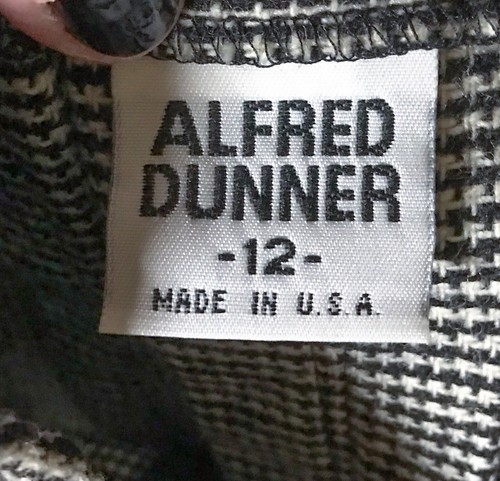 ALFRED
DUNNER
-12-
MADE IN U.S.A.